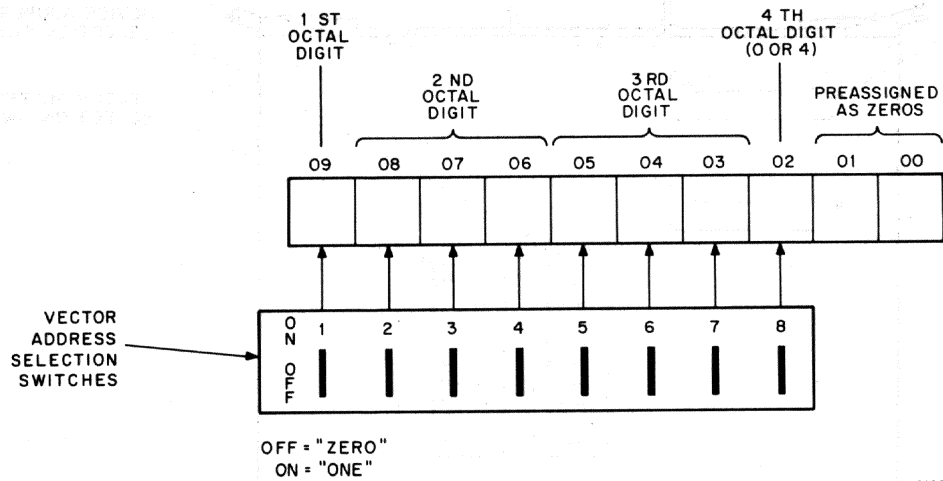 1 ST
OCTAL
DIGIT
2 ND
OCTAL
DIGIT
3 RD
OCTAL
DIGIT
4 TH
OCTAL DIGIT
(0 OR 4)
PREASSIGNED
AS ZEROS
09 08 07 06 05 04 03 02 01 00
VECTOR
ADDRESS
SELECTION
SWITCHES
ON
OFF
1 2 3 4 5 6 7 8
OFF = "ZERO"
ON = "ONE"